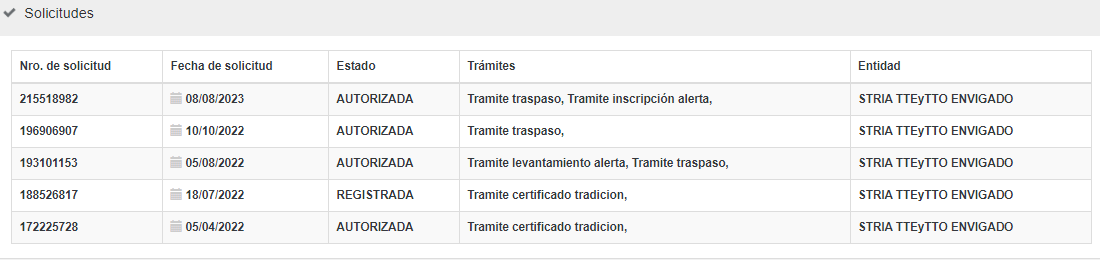 Solicitudes
Nro. de solicitud Fecha de solicitud Estado Trámites Entidad
215518982 08/08/2023 AUTORIZADA Tramite traspaso, Tramite inscripción alerta, STRIA TTEyTTO ENVIGADO
196906907 10/10/2022 AUTORIZADA Tramite traspaso, STRIA TTEyTTO ENVIGADO
193101153 05/08/2022 AUTORIZADA Tramite levantamiento alerta, Tramite traspaso, STRIA TTEyTTO ENVIGADO
188526817 18/07/2022 REGISTRADA Tramite certificado tradicion, STRIA TTEyTTO ENVIGADO
172225728 05/04/2022 AUTORIZADA Tramite certificado tradicion, STRIA TTEyTTO ENVIGADO